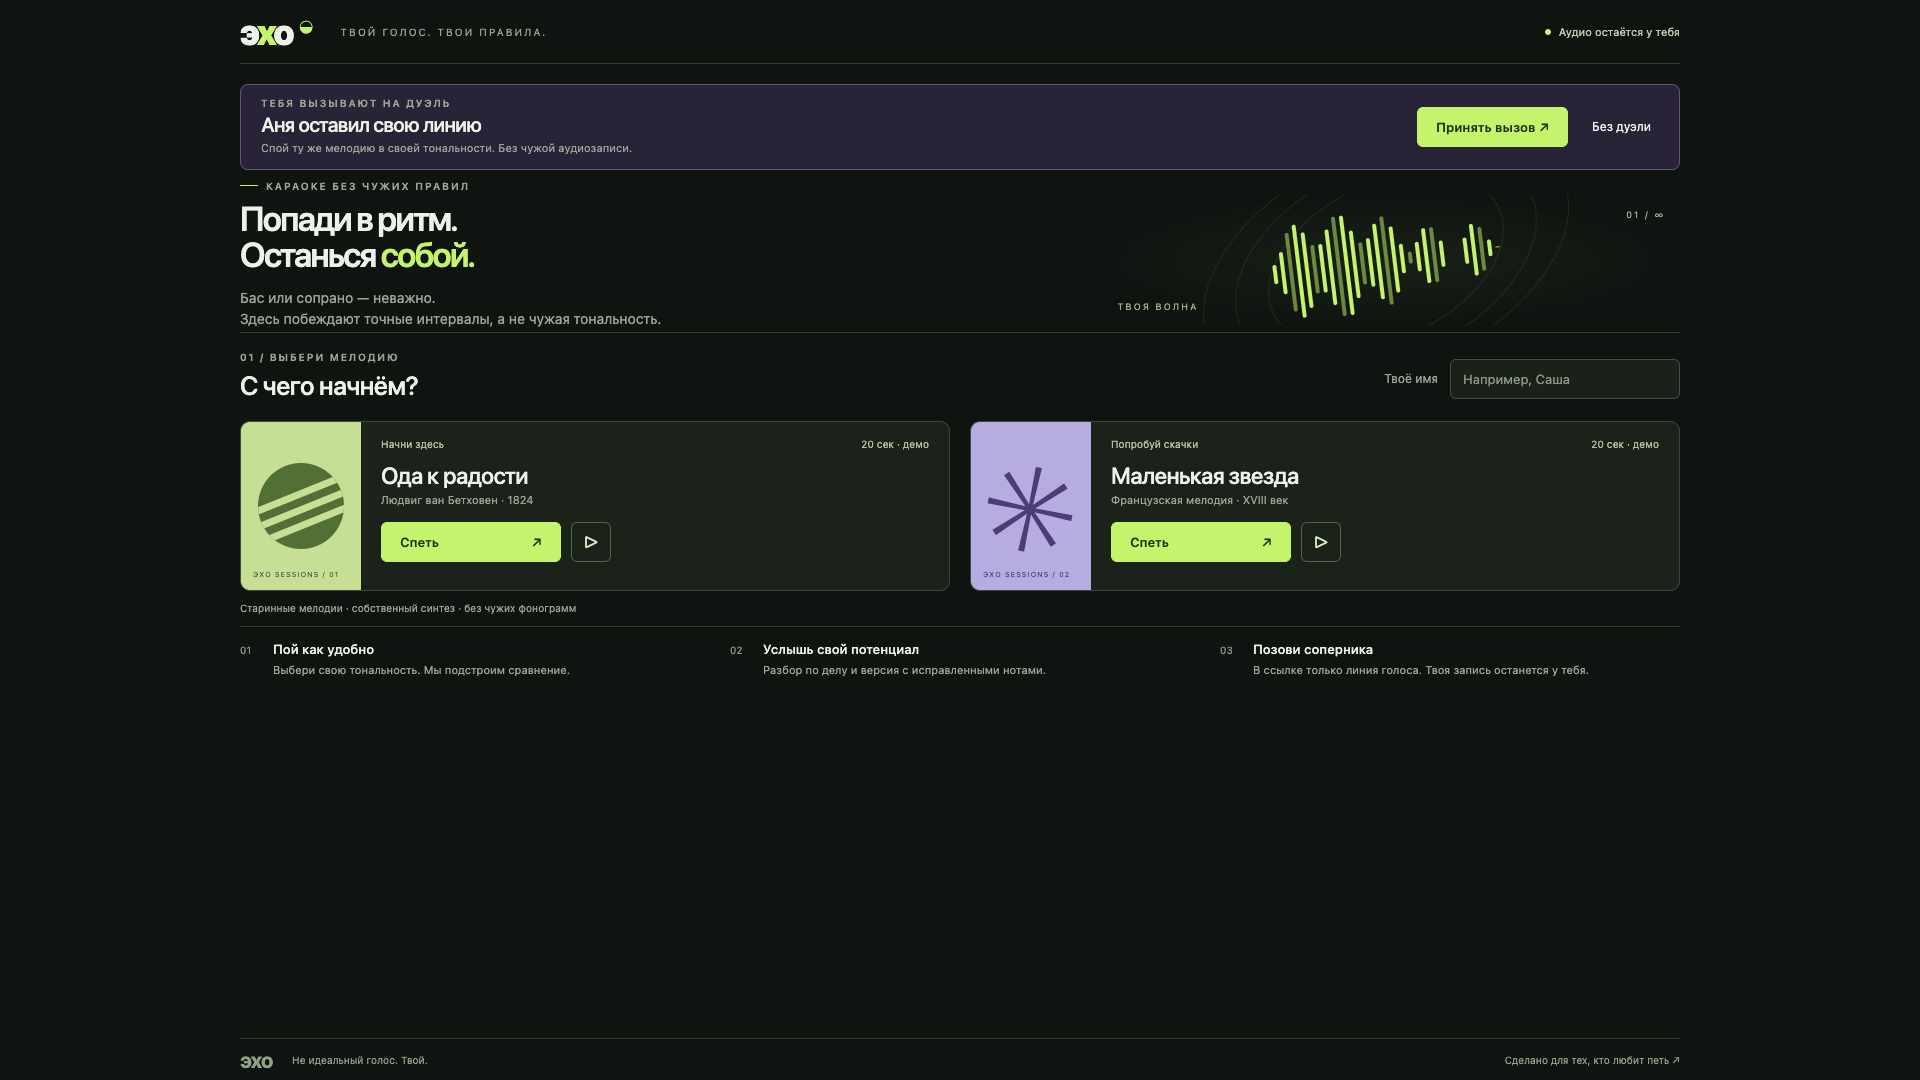 эхо
ТВОЙ ГОЛОС. ТВОИ ПРАВИЛА.
Аудио остаётся у тебя
ТЕБЯ ВЫЗЫВАЮТ НА ДУЭЛЬ
Аня оставил свою линию
Спой ту же мелодию в своей тональности. Без чужой аудиозаписи.
Принять вызов ↗
Без дуэли
КАРАОКЕ БЕЗ ЧУЖИХ ПРАВИЛ
Попади в ритм.
Останься собой.
Бас или сопрано — неважно.
Здесь побеждают точные интервалы, а не чужая тональность.
01 / ∞
ТВОЯ ВОЛНА
01 / ВЫБЕРИ МЕЛОДИЮ
С чего начнём?
Твоё имя
Например, Саша
Начни здесь
20 сек · демо
Ода к радости
Людвиг ван Бетховен · 1824
Спеть ↗
ЭХО SESSIONS / 01
Попробуй скачки
20 сек · демо
Маленькая звезда
Французская мелодия · XVIII век
Спеть ↗
ЭХО SESSIONS / 02
Старинные мелодии · собственный синтез · без чужих фонограмм
01
Пой как удобно
Выбери свою тональность. Мы подстроим сравнение.
02
Услышь свой потенциал
Разбор по делу и версия с исправленными нотами.
03
Позови соперника
В ссылке только линия голоса. Твоя запись останется у тебя.
эхо
Не идеальный голос. Твой.
Сделано для тех, кто любит петь ↗